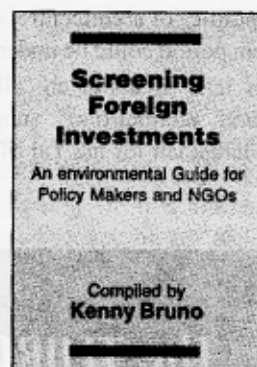 Screening
Foreign
Investments
An environmental Guide for
Policy Makers and NGOs
Compiled by
Kenny Bruno